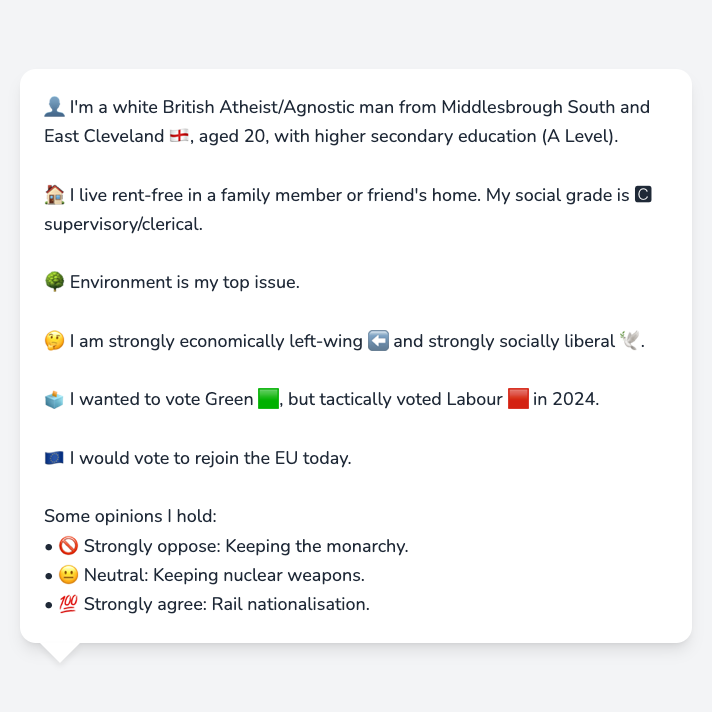 👤 I'm a white British Atheist/Agnostic man from Middlesbrough South and
East Cleveland 🏴󠁧󠁢󠁥󠁮󠁧󠁿, aged 20, with higher secondary education (A Level).
🏠 I live rent-free in a family member or friend's home. My social grade is 🅲
supervisory/clerical.
🌳 Environment is my top issue.
🤔 I am strongly economically left-wing ⬅️ and strongly socially liberal 🕊️.
🗳️ I wanted to vote Green 🟩, but tactically voted Labour 🟥 in 2024.
🇪🇺 I would vote to rejoin the EU today.
Some opinions I hold:
• 🚫 Strongly oppose: Keeping the monarchy.
• 😐 Neutral: Keeping nuclear weapons.
• 💯 Strongly agree: Rail nationalisation.